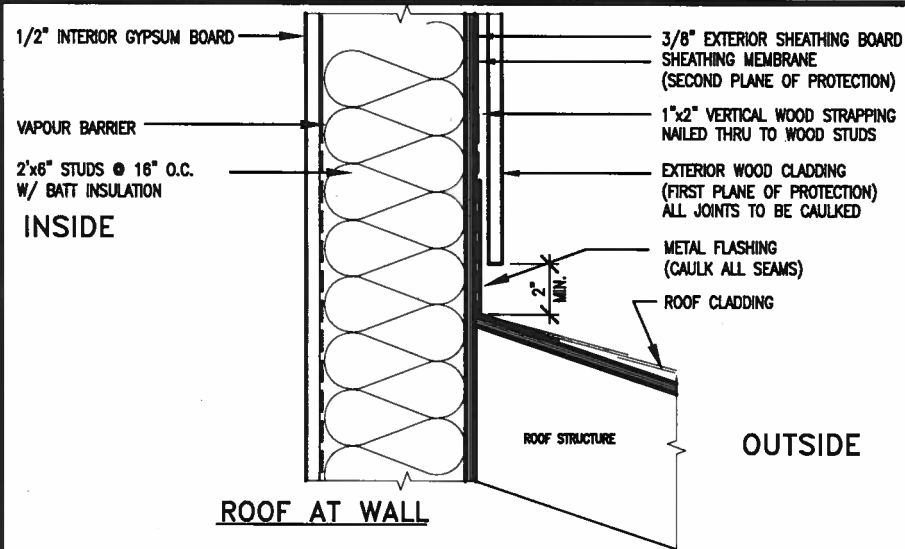 1/2" INTERIOR GYPSUM BOARD
VAPOUR BARRIER
2'x6" STUDS @ 16" O.C.
W/ BATT INSULATION
INSIDE
3/8" EXTERIOR SHEATHING BOARD
SHEATHING MEMBRANE
(SECOND PLANE OF PROTECTION)
1"x2" VERTICAL WOOD STRAPPING
NAILED THRU TO WOOD STUDS
EXTERIOR WOOD CLADDING
(FIRST PLANE OF PROTECTION)
ALL JOINTS TO BE CAULKED
METAL FLASHING
(CAULK ALL SEAMS)
2"
MIN.
ROOF CLADDING
ROOF STRUCTURE
OUTSIDE
ROOF AT WALL